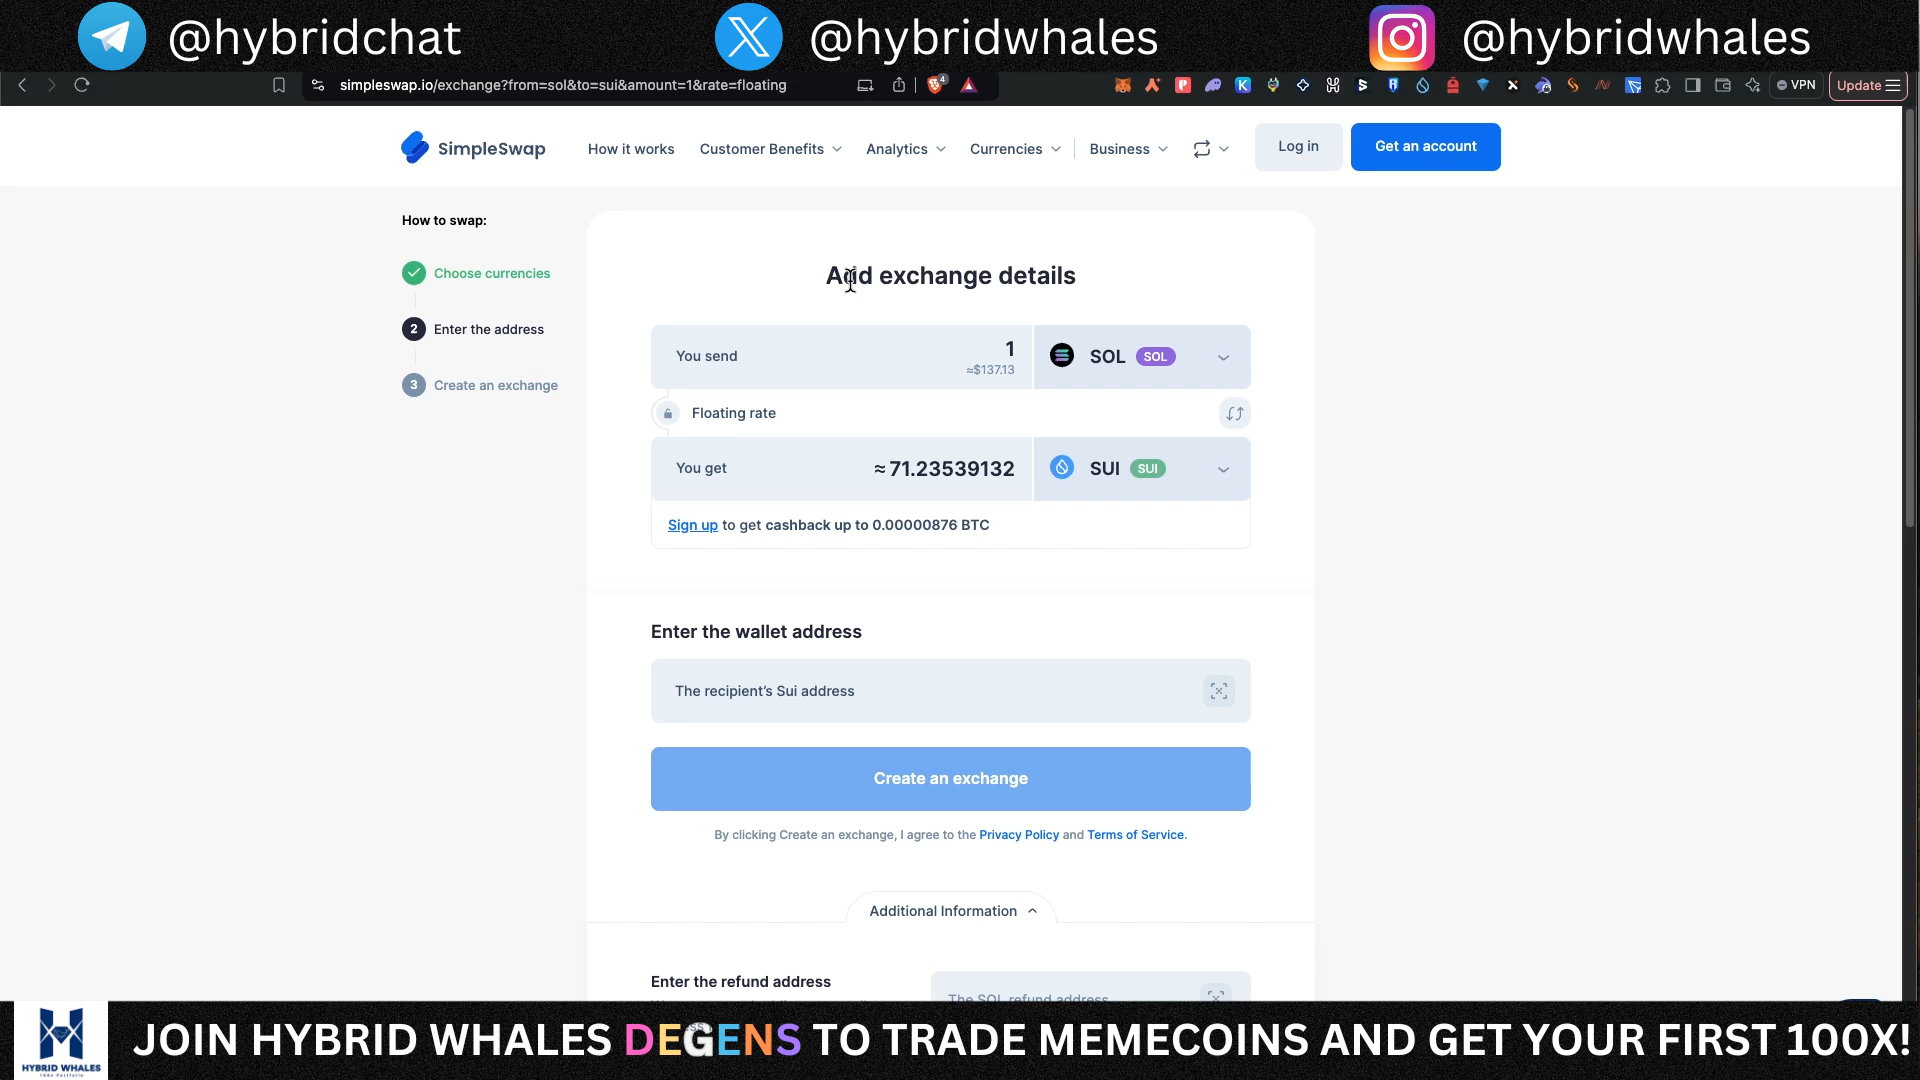 @hybridchat
@hybridwhales
@hybridwhales
simpleswap.io/exchange?from=sol&to=sui&amount=1&rate=floating
4
VPN
Update
SimpleSwap
How it works
Customer Benefits
Analytics
Currencies
Business
Log in
Get an account
How to swap:
Choose currencies
2 Enter the address
3 Create an exchange
Add exchange details
You send
1
≈$137.13
SOL SOL
Floating rate
You get
≈71.23539132
SUI SUI
Sign up to get cashback up to 0.00000876 BTC
Enter the wallet address
The recipient's Sui address
Create an exchange
By clicking Create an exchange, I agree to the Privacy Policy and Terms of Service.
Additional Information
Enter the refund address
The SOL refund address
HYBRID WHALES
JOIN HYBRID WHALES DEGENS TO TRADE MEMECOINS AND GET YOUR FIRST 100X!